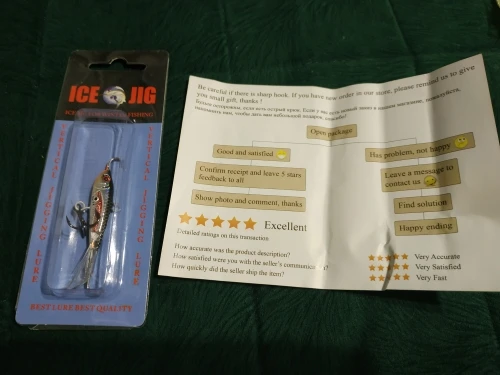 ICE JIG
VERTICAL JIGGING LURE
VERTICAL JIGGING LURE
BEST LURE BEST QUALITY
Be careful if there is sharp hook. If you have new order in our store, please remind us to give
you small gift, thanks !
Open package
Good and satisfied
Has problem, not happy
Confirm receipt and leave 5 stars
feedback to all
Leave a message to
contact us
Show photo and comment, thanks
Find solution
Happy ending
Excellent
Detailed ratings on this transaction
How accurate was the product description?
Very Accurate
How satisfied were you with the seller's
Very Satisfied
How quickly did the seller ship the item?
Very Fast